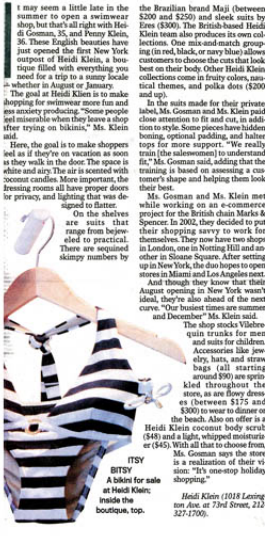 t may seem a little late in the
summer to open a swimwear
shop, but that's all right with Hei-
di Gosman, 35, and Penny Klein,
36. These English beauties have
just opened the first New York
outpost of Heidi Klein, a bou-
tique filled with everything you
need for a trip to a sunny locale
whether in August or January.
The goal at Heidi Klien is to make
shopping for swimwear more fun and
less anxiety producing. "Some people
feel miserable when they leave a shop
after trying on bikinis," Ms. Klein
said.
Here, the goal is to make shoppers
feel as if they're on vacation as soon
as they walk in the door. The space is
white and airy. The air is scented with
coconut candles. More important, the
dressing rooms all have proper doors
for privacy, and lighting that was de-
signed to flatter.
On the shelves
are suits that
range from bejew-
eled to practical.
There are sequined
skimpy numbers by
the Brazilian brand Maji (between
$200 and $250) and sleek suits by
Eres ($300). The British-based Heidi
Klein team also produces its own col-
lections. One mix-and-match group-
ing (in red, black, or navy blue) allows
customers to choose the cuts that look
best on their body. Other Heidi Klein
collections come in fruity colors, nau-
tical themes, and polka dots ($200
and up).
In the suits made for their private
label, Ms. Gosman and Ms. Klein paid
close attention to fit and cut, in addi-
tion to style. Some pieces have hidden
boning, optional padding, and halter
tops for more support. "We really
train [the saleswomen] to understand
fit," Ms. Gosman said, adding that the
training is based on assessing a cus-
tomer's shape and helping them look
their best.
Ms. Gosman and Ms. Klein met
while working on an e-commerce
project for the British chain Marks &
Spencer. In 2002, they decided to put
their shopping savvy to work for
themselves. They now have two shops
in London, one in Notting Hill and an-
other in Sloane Square. After setting
up in New York, the duo hopes to open
stores in Miami and Los Angeles next.
And though they know that their
August opening in New York wasn't
ideal, they're also ahead of the next
curve. "Our busiest times are summer
and December" Ms. Klein said.
The shop stocks Vilebre-
quin trunks for men
and suits for children.
Accessories like jew-
elry, hats, and straw
bags (all starting
around $90) are sprin-
kled throughout the
store, as are flowy dress-
es (between $175 and
$300) to wear to dinner or
the beach. Also on offer is a
Heidi Klein coconut body scrub
($48) and a light, whipped moisturiz-
er ($45). With all that to choose from,
Ms. Gosman says the store
is a realization of their vi-
sion: "It's one-stop holiday
shopping."
Heidi Klein (1018 Lexing-
ton Ave. at 73rd Street, 212-
327-1700).
ITSY
BITSY
A bikini for sale
at Heidi Klein;
inside the
boutique, top.